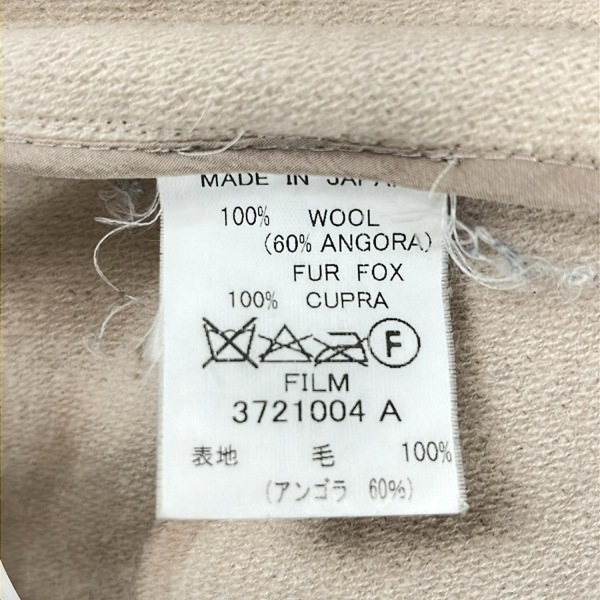 MADE IN JAPAN
100% WOOL
(60% ANGORA)
FUR FOX
100% CUPRA
F
FILM
3721004 A
表地 毛 100%
(アンゴラ 60%)